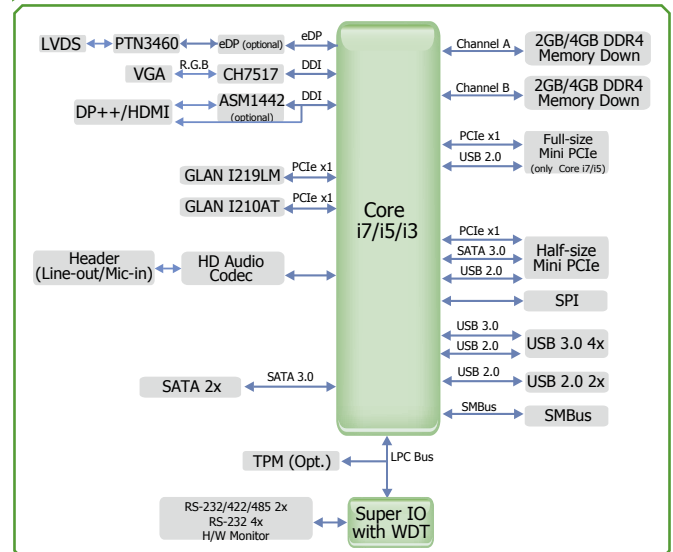 LVDS
PTN3460
eDP (optional)
eDP
VGA
R.G.B
CH7517
DDI
DP++/HDMI
ASM1442
(optional)
DDI
GLAN I219LM
PCIe x1
GLAN I210AT
PCIe x1
Header
(Line-out/Mic-in)
HD Audio
Codec
SATA 2x
SATA 3.0
Core
i7/i5/i3
Channel A
2GB/4GB DDR4
Memory Down
Channel B
2GB/4GB DDR4
Memory Down
PCIe x1
USB 2.0
Full-size
Mini PCIe
(only Core i7/i5)
PCIe x1
SATA 3.0
USB 2.0
Half-size
Mini PCIe
SPI
USB 3.0
USB 2.0
USB 3.0 4x
USB 2.0
USB 2.0 2x
SMBus
SMBus
TPM (Opt.)
LPC Bus
RS-232/422/485 2x
RS-232 4x
H/W Monitor
Super IO
with WDT